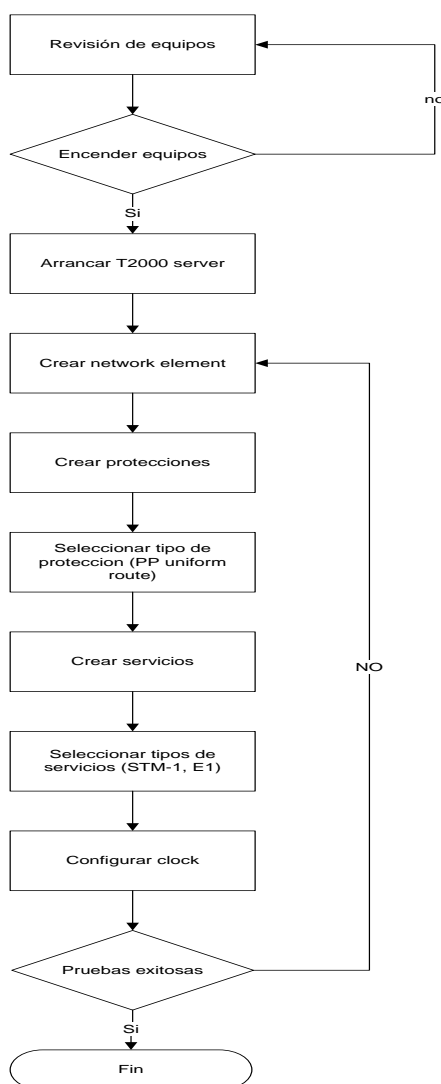 Revisión de equipos
no
Encender equipos
Si
Arrancar T2000 server
Crear network element
Crear protecciones
Seleccionar tipo de
proteccion (PP uniform
route)
Crear servicios
NO
Seleccionar tipos de
servicios (STM-1, E1)
Configurar clock
Pruebas exitosas
Si
Fin